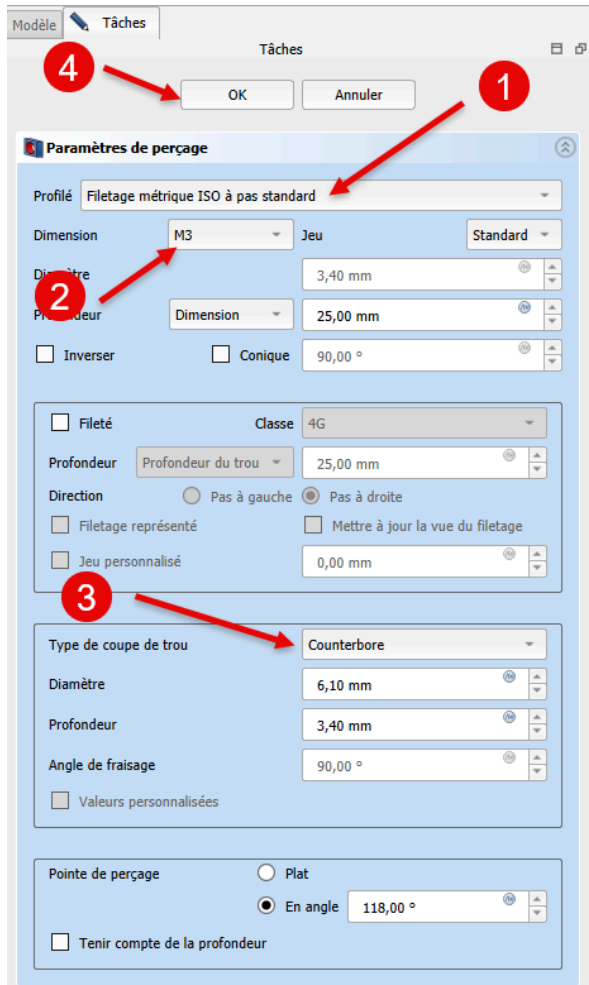 Modèle Tâches
Tâches
4
OK Annuler
1
Paramètres de perçage
Profilé Filetage métrique ISO à pas standard
Dimension M3 Jeu Standard
Diamètre 3,40 mm
2
Profondeur Dimension 25,00 mm
Inverser Conique 90,00 °
Fileté Classe 4G
Profondeur Profondeur du trou 25,00 mm
Direction Pas à gauche Pas à droite
Filetage représenté Mettre à jour la vue du filetage
Jeu personnalisé 0,00 mm
3
Type de coupe de trou Counterbore
Diamètre 6,10 mm
Profondeur 3,40 mm
Angle de fraisage 90,00 °
Valeurs personnalisées
Pointe de perçage Plat
En angle 118,00 °
Tenir compte de la profondeur